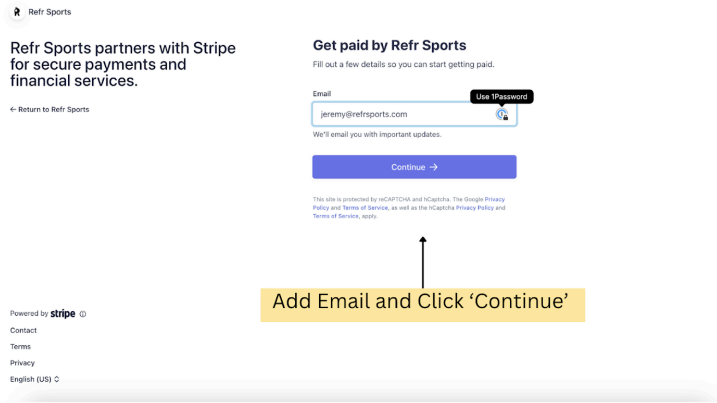 Refr Sports
Refr Sports partners with Stripe
for secure payments and
financial services.
← Return to Refr Sports
Powered by stripe
Contact
Terms
Privacy
English (US)
Get paid by Refr Sports
Fill out a few details so you can start getting paid.
Email
Use 1Password
jeremy@refrsports.com
We'll email you with important updates.
Continue →
This site is protected by reCAPTCHA and hCaptcha. The Google Privacy
Policy and Terms of Service, as well as the hCaptcha Privacy Policy and
Terms of Service, apply.
Add Email and Click ‘Continue’